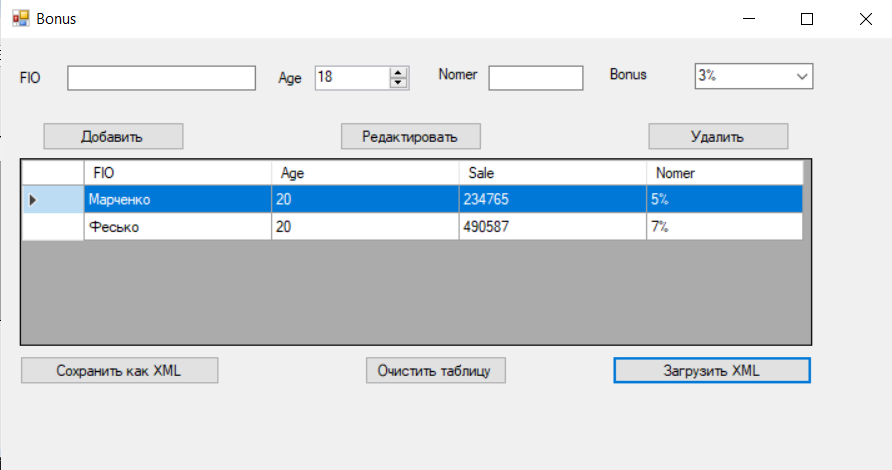 Bonus
FIO Age 18 Nomer Bonus 3%
Добавить Редактировать Удалить
FIO Age Sale Nomer
Марченко 20 234765 5%
Фесько 20 490587 7%
Сохранить как XML Очистить таблицу Загрузить XML